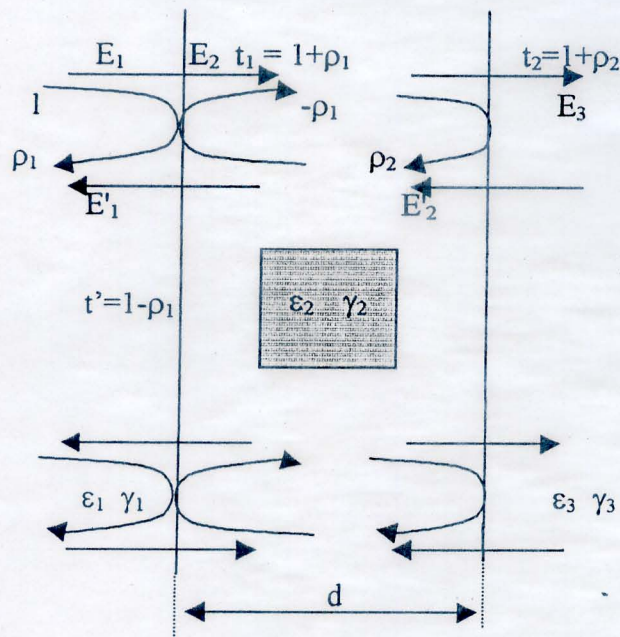 E₁ E₂ t₁ = 1+ρ₁ t₂=1+ρ₂
1 -ρ₁ E₃
ρ₁ ρ₂
E'₁ E'₂
t'=1-ρ₁ ε₂ γ₂
ε₁ γ₁ ε₃ γ₃
d